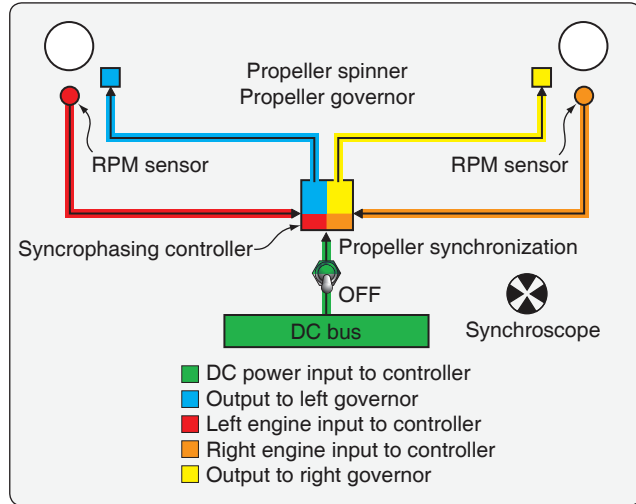 Propeller spinner
Propeller governor
RPM sensor
RPM sensor
Syncrophasing controller
Propeller synchronization
OFF
DC bus
Synchroscope
DC power input to controller
Output to left governor
Left engine input to controller
Right engine input to controller
Output to right governor